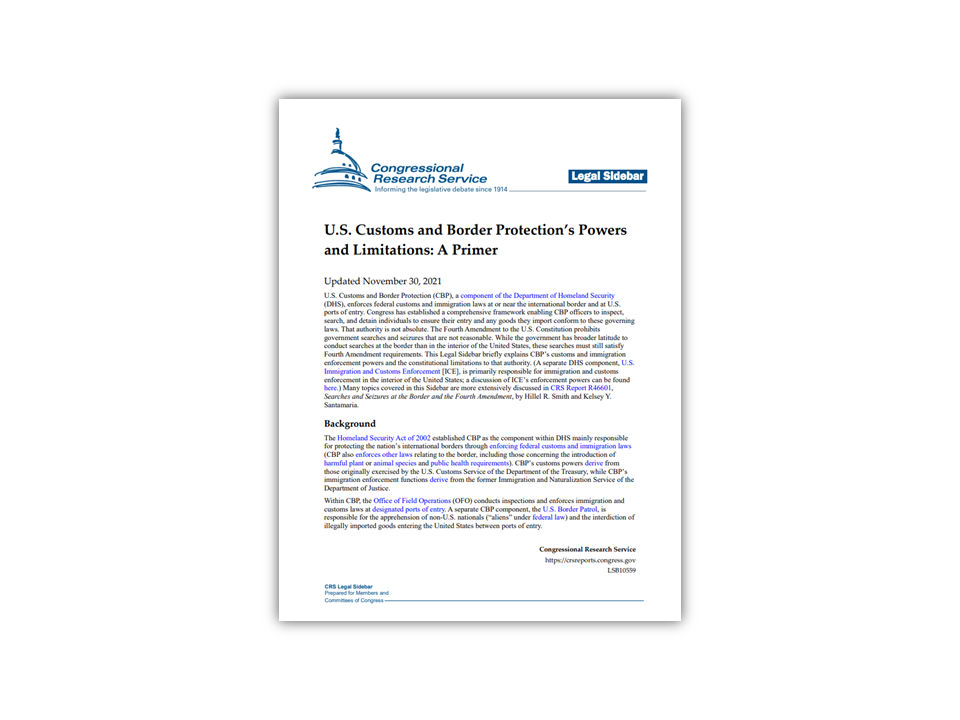 Congressional
Research Service
Informing the legislative debate since 1914
Legal Sidebar
U.S. Customs and Border Protection's Powers
and Limitations: A Primer
Updated November 30, 2021
U.S. Customs and Border Protection (CBP), a component of the Department of Homeland Security
(DHS), enforces federal customs and immigration laws at or near the international border and at U.S.
ports of entry. Congress has established a comprehensive framework enabling CBP officers to inspect,
search, and detain individuals to ensure their entry and any goods they import conform to these governing
laws. That authority is not absolute. The Fourth Amendment to the U.S. Constitution prohibits
government searches and seizures that are not reasonable. While the government has broader latitude to
conduct searches at the border than in the interior of the United States, these searches must still satisfy
Fourth Amendment requirements. This Legal Sidebar briefly explains CBP's customs and immigration
enforcement powers and the constitutional limitations to that authority. (A separate DHS component, U.S.
Immigration and Customs Enforcement [ICE], is primarily responsible for immigration and customs
enforcement in the interior of the United States; a discussion of ICE's enforcement powers can be found
here.) Many topics covered in this Sidebar are more extensively discussed in CRS Report R46601,
Searches and Seizures at the Border and the Fourth Amendment, by Hillel R. Smith and Kelsey Y.
Santamaria.
Background
The Homeland Security Act of 2002 established CBP as the component within DHS mainly responsible
for protecting the nation's international borders through enforcing federal customs and immigration laws
(CBP also enforces other laws relating to the border, including those concerning the introduction of
harmful plant or animal species and public health requirements). CBP's customs powers derive from
those originally exercised by the U.S. Customs Service of the Department of the Treasury, while CBP's
immigration enforcement functions derive from the former Immigration and Naturalization Service of the
Department of Justice.
Within CBP, the Office of Field Operations (OFO) conducts inspections and enforces immigration and
customs laws at designated ports of entry. A separate CBP component, the U.S. Border Patrol, is
responsible for the apprehension of non-U.S. nationals ("aliens" under federal law) and the interdiction of
illegally imported goods entering the United States between ports of entry.
Congressional Research Service
https://crsreports.congress.gov
LSB10559
CRS Legal Sidebar
Prepared for Members and
Committees of Congress